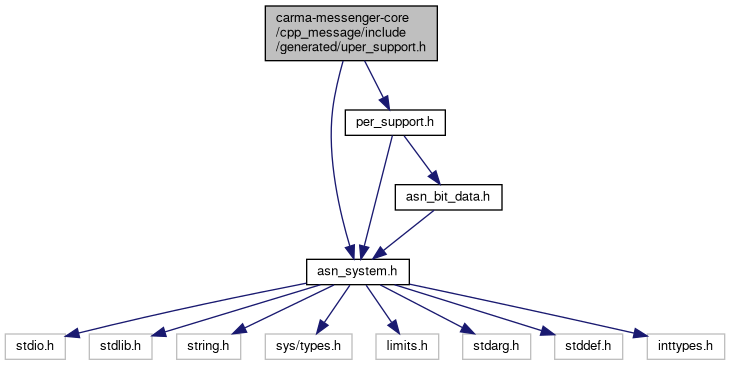 carma-messenger-core
/cpp_message/include
/generated/uper_support.h
per_support.h
asn_bit_data.h
asn_system.h
stdio.h
stdlib.h
string.h
sys/types.h
limits.h
stdarg.h
stddef.h
inttypes.h